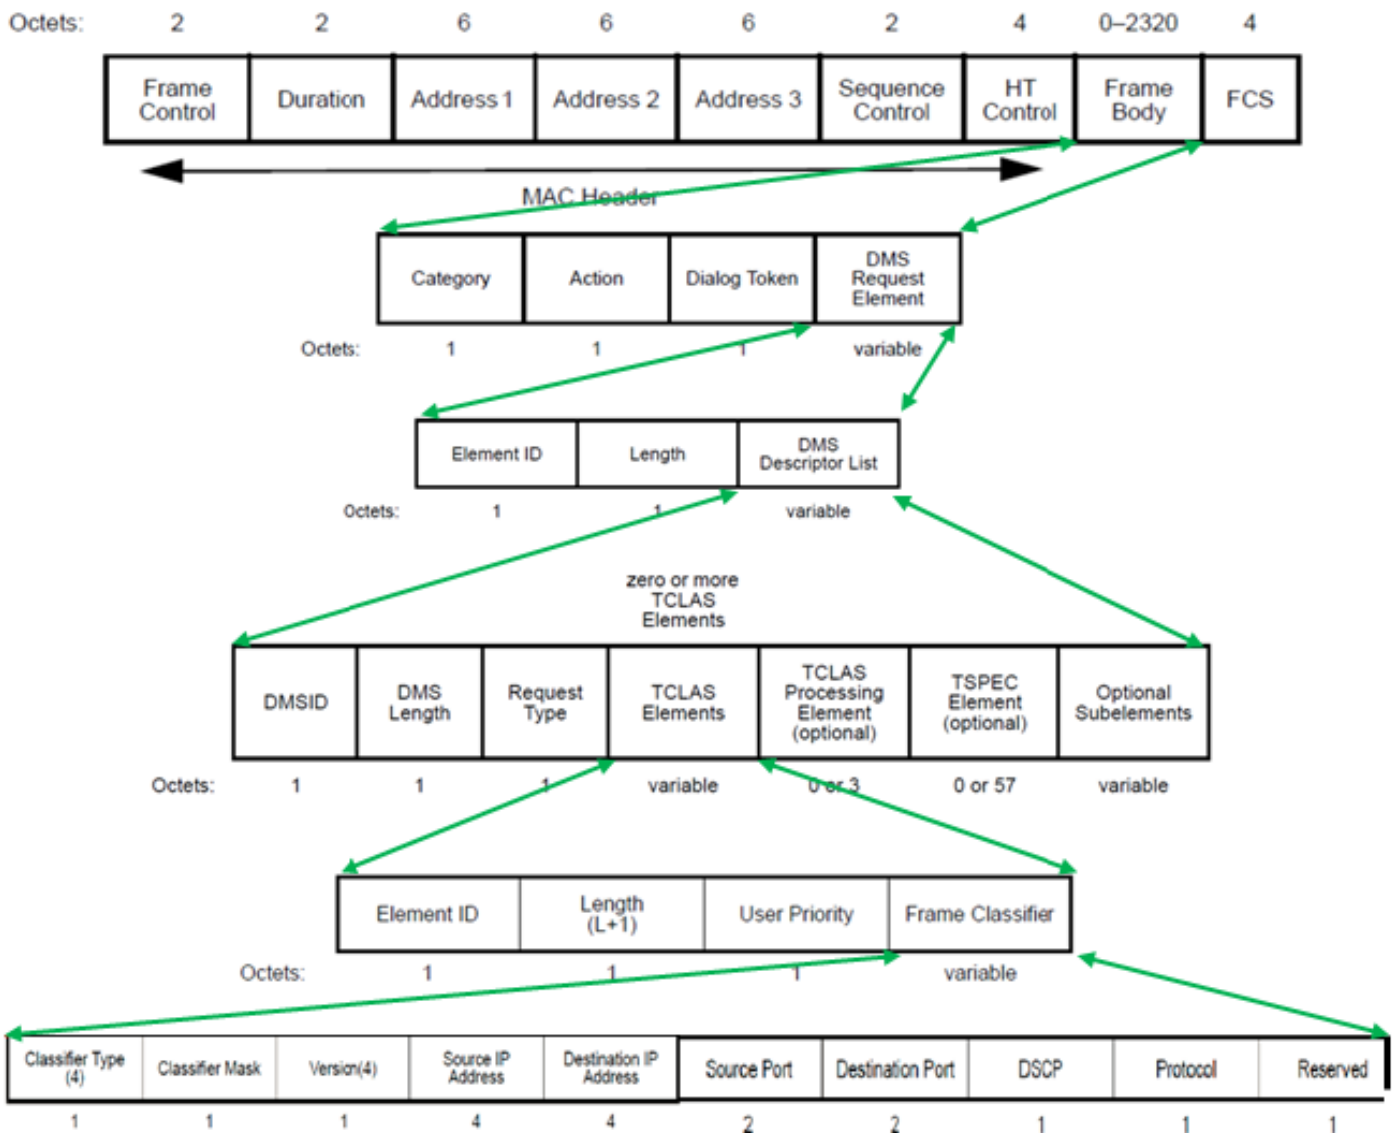 Octets: 2 2 6 6 6 2 4 0–2320 4
Frame Control Duration Address 1 Address 2 Address 3 Sequence Control HT Control Frame Body FCS
MAC Header
Category Action Dialog Token DMS Request Element
Octets: 1 1 1 variable
Element ID Length DMS Descriptor List
Octets: 1 1 variable
zero or more
TCLAS
Elements
DMSID DMS Length Request Type TCLAS Elements TCLAS Processing Element (optional) TSPEC Element (optional) Optional Subelements
Octets: 1 1 1 variable 0 or 3 0 or 57 variable
Element ID Length (L+1) User Priority Frame Classifier
Octets: 1 1 1 variable
Classifier Type (4) Classifier Mask Version(4) Source IP Address Destination IP Address Source Port Destination Port DSCP Protocol Reserved
1 1 1 4 4 2 2 1 1 1